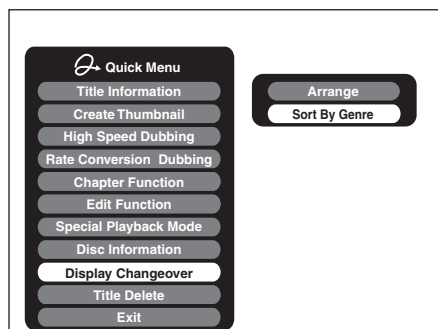 Quick Menu
Title Information
Create Thumbnail
High Speed Dubbing
Rate Conversion Dubbing
Chapter Function
Edit Function
Special Playback Mode
Disc Information
Display Changeover
Title Delete
Exit
Arrange
Sort By Genre